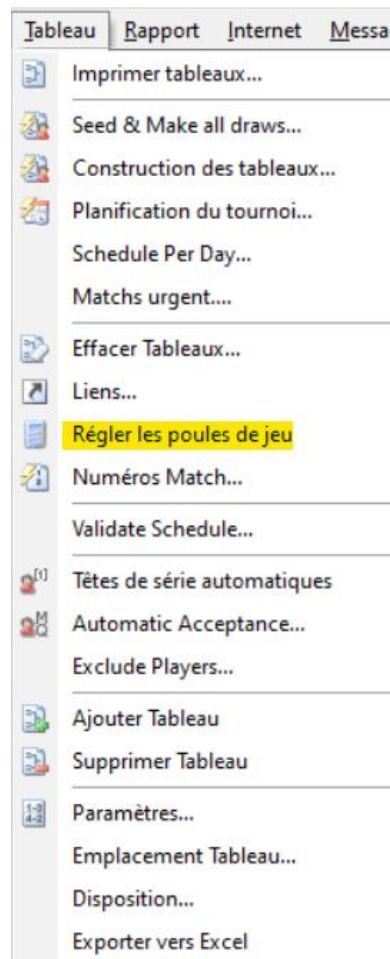 Tableau Rapport Internet Messa
Imprimer tableaux...
Seed & Make all draws...
Construction des tableaux...
Planification du tournoi...
Schedule Per Day...
Matchs urgent....
Effacer Tableaux...
Liens...
Régler les poules de jeu
Numéros Match...
Validate Schedule...
Têtes de série automatiques
Automatic Acceptance...
Exclude Players...
Ajouter Tableau
Supprimer Tableau
Paramètres...
Emplacement Tableau...
Disposition...
Exporter vers Excel